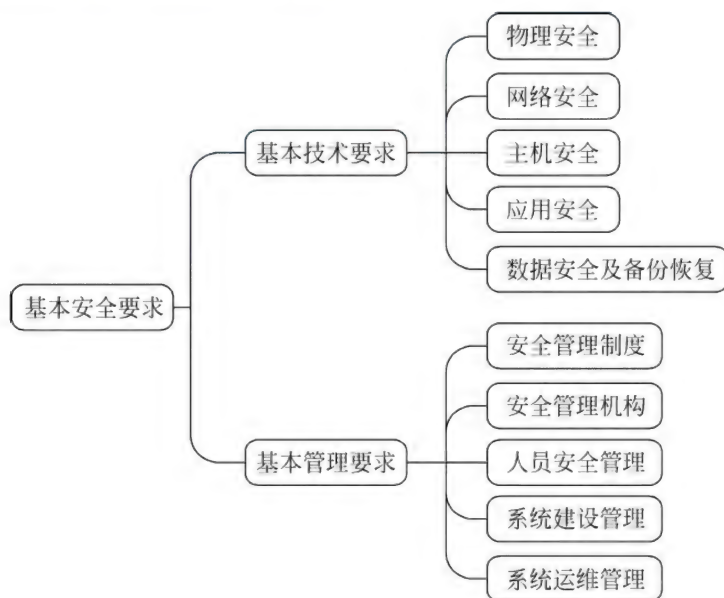 物理安全
网络安全
基本技术要求
主机安全
应用安全
数据安全及备份恢复
基本安全要求
安全管理制度
安全管理机构
基本管理要求
人员安全管理
系统建设管理
系统运维管理